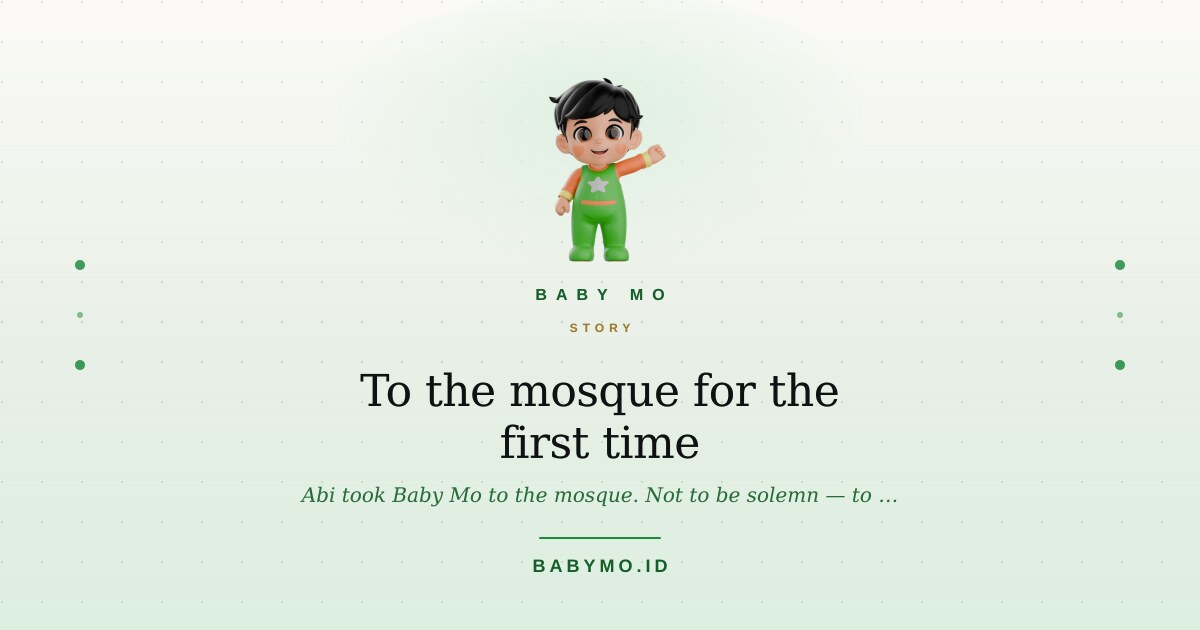 BABY MO
STORY
To the mosque for the
first time
Abi took Baby Mo to the mosque. Not to be solemn — to ...
BABYMO.ID